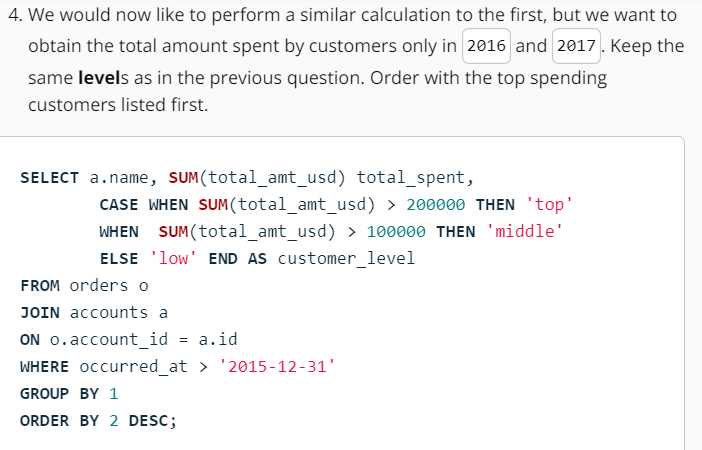 4. We would now like to perform a similar calculation to the first, but we want to
obtain the total amount spent by customers only in 2016 and 2017. Keep the
same levels as in the previous question. Order with the top spending
customers listed first.
SELECT a.name, SUM(total_amt_usd) total_spent,
CASE WHEN SUM(total_amt_usd) > 200000 THEN 'top'
WHEN  SUM(total_amt_usd) > 100000 THEN 'middle'
ELSE 'low' END AS customer_level
FROM orders o
JOIN accounts a
ON o.account_id = a.id
WHERE occurred_at > '2015-12-31'
GROUP BY 1
ORDER BY 2 DESC;